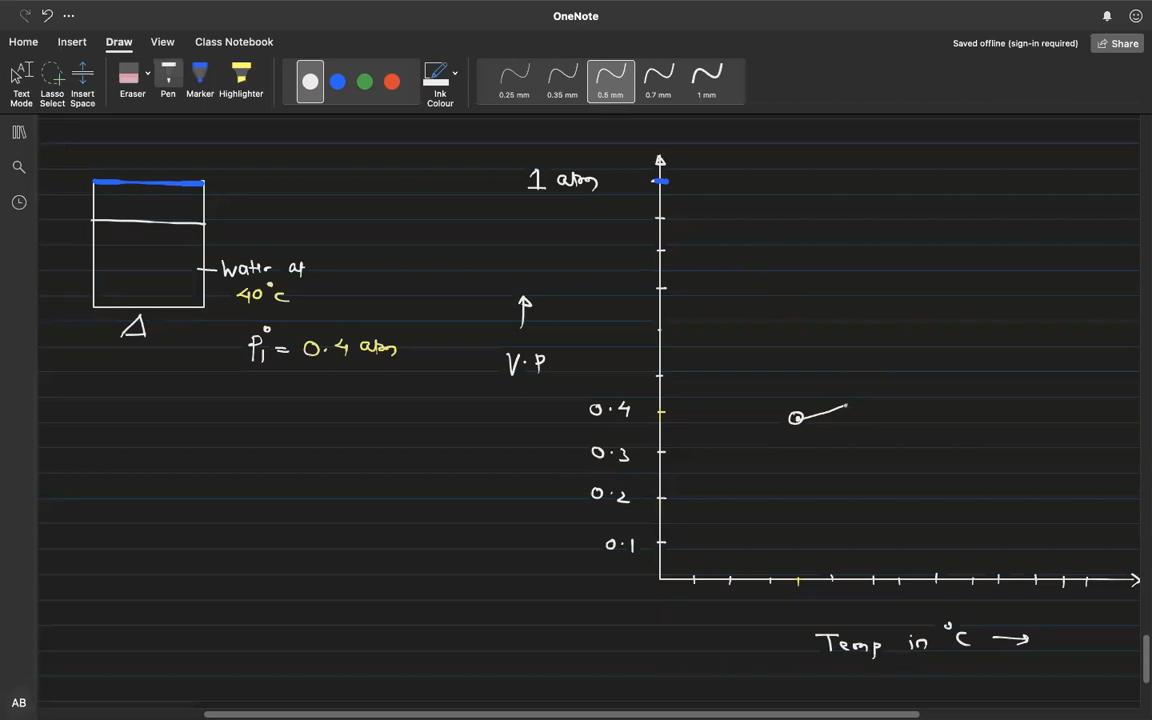 OneNote
Home Insert Draw View Class Notebook
Saved offline (sign-in required) Share
Text Mode
Lasso Select
Insert Space
Eraser
Pen
Marker
Highlighter
Ink Colour
0.25 mm
0.35 mm
0.5 mm
0.7 mm
1 mm
1 atm
Water at
40°C
P₁° = 0.4 atm
V.P
0.4
0.3
0.2
0.1
Temp in °C →
AB